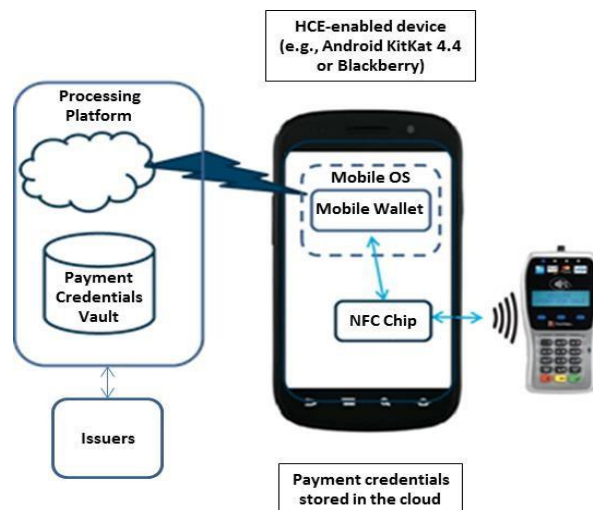 HCE-enabled device
(e.g., Android KitKat 4.4
or Blackberry)
Processing
Platform
Mobile OS
Mobile Wallet
Payment
Credentials
Vault
NFC Chip
Issuers
Payment credentials
stored in the cloud